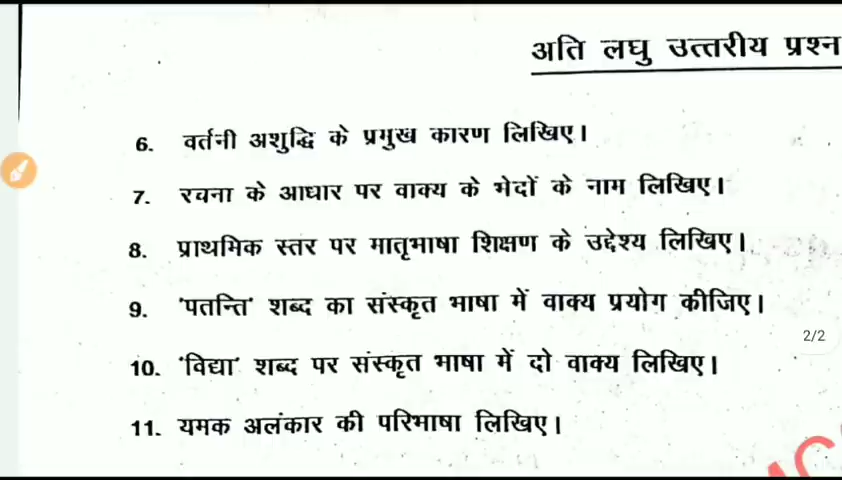 अति लघु उत्तरीय प्रश्न
6. वर्तनी अशुद्धि के प्रमुख कारण लिखिए।
7. रचना के आधार पर वाक्य के भेदों के नाम लिखिए।
8. प्राथमिक स्तर पर मातृभाषा शिक्षण के उद्देश्य लिखिए।
9. 'पतन्ति' शब्द का संस्कृत भाषा में वाक्य प्रयोग कीजिए।
2/2
10. 'विद्या' शब्द पर संस्कृत भाषा में दो वाक्य लिखिए।
11. यमक अलंकार की परिभाषा लिखिए।